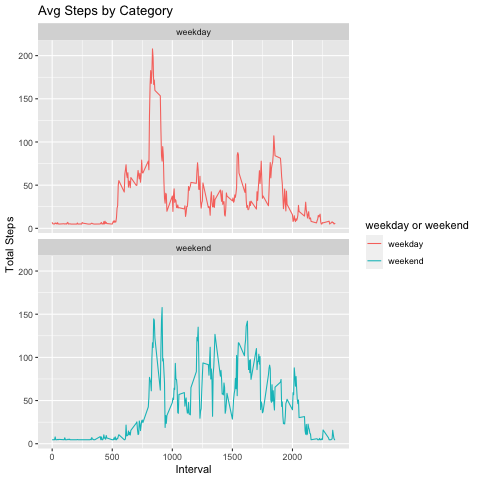 Avg Steps by Category
weekday
200
150
100
50
0
weekend
200
150
100
50
0
0 500 1000 1500 2000
Interval
Total Steps
weekday or weekend
weekday
weekend